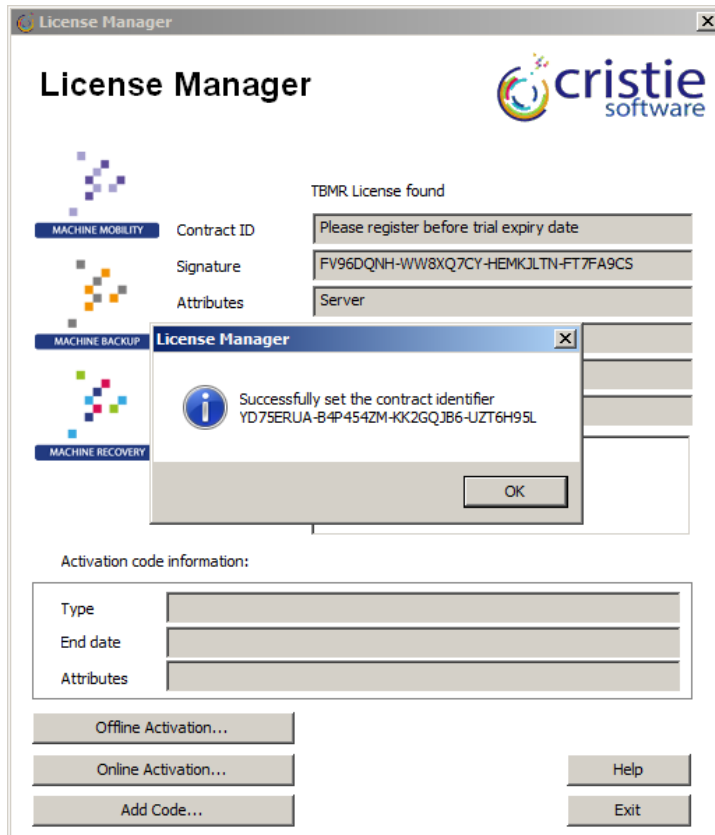 License Manager
License Manager
cristie
software
TBMR License found
MACHINE MOBILITY
Contract ID
Please register before trial expiry date
Signature
FV96DQNH-WW8XQ7CY-HEMKJLTN-FT7FA9CS
Attributes
Server
MACHINE BACKUP
License Manager
Successfully set the contract identifier
YD75ERUA-B4P454ZM-KK2GQJB6-UZT6H95L
MACHINE RECOVERY
OK
Activation code information:
Type
End date
Attributes
Offline Activation...
Online Activation...
Help
Add Code...
Exit